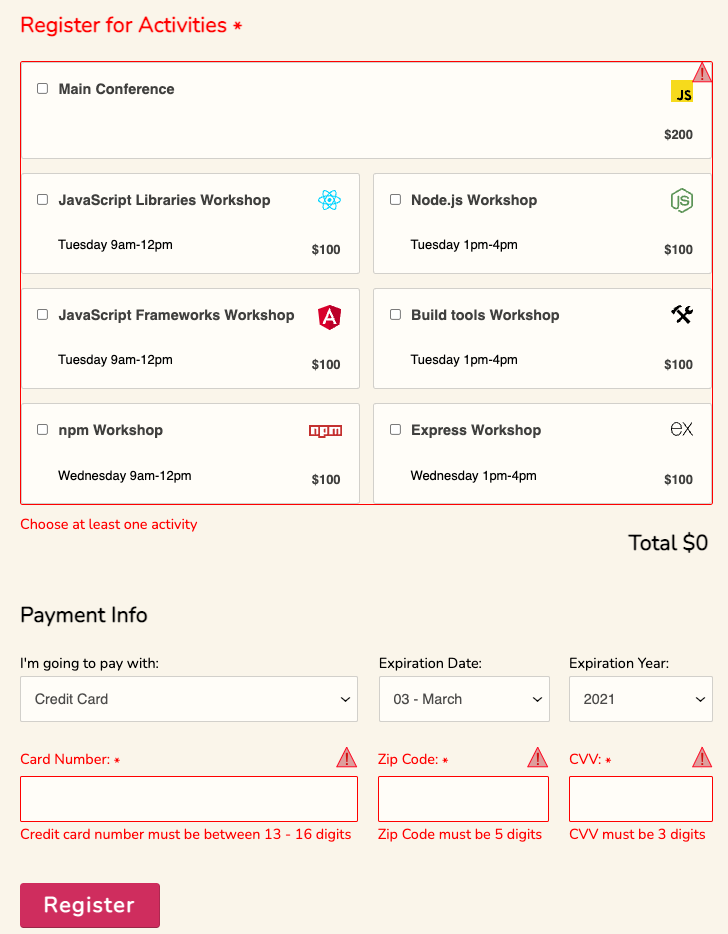 Register for Activities *
Main Conference
JS
$200
JavaScript Libraries Workshop
Tuesday 9am-12pm
$100
Node.js Workshop
JS
Tuesday 1pm-4pm
$100
JavaScript Frameworks Workshop
A
Tuesday 9am-12pm
$100
Build tools Workshop
Tuesday 1pm-4pm
$100
npm Workshop
npm
Wednesday 9am-12pm
$100
Express Workshop
ex
Wednesday 1pm-4pm
$100
Choose at least one activity
Total $0
Payment Info
I'm going to pay with:
Credit Card
Expiration Date:
03 - March
Expiration Year:
2021
Card Number: *
Credit card number must be between 13 - 16 digits
Zip Code: *
Zip Code must be 5 digits
CVV: *
CVV must be 3 digits
Register